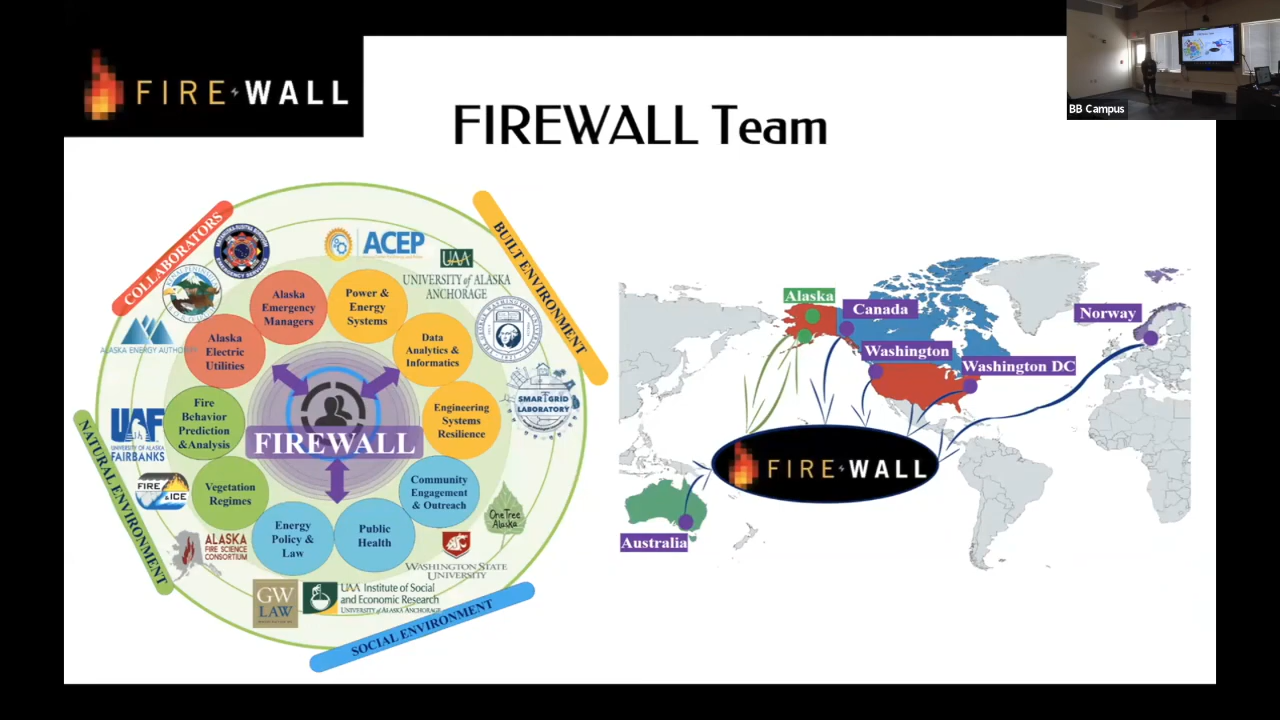 FIRE WALL
BB Campus
FIREWALL Team
COLLABORATORS
BUILT ENVIRONMENT
NATURAL ENVIRONMENT
SOCIAL ENVIRONMENT
ACEP
UAA
UNIVERSITY of ALASKA
ANCHORAGE
ALASKA ENERGY AUTHORITY
Alaska
Emergency
Managers
Power &
Energy
Systems
Alaska
Electric
Utilities
Data
Analytics &
Informatics
Fire
Behavior
Prediction
&Analysis
Engineering
Systems
Resilience
SMART GRID
LABORATORY
FIREWALL
UAF
UNIVERSITY OF ALASKA
FAIRBANKS
FIRE
ICE
Vegetation
Regimes
Community
Engagement
& Outreach
Energy
Policy &
Law
Public
Health
OneTree
Alaska
ALASKA
FIRE SCIENCE
CONSORTIUM
WASHINGTON STATE
UNIVERSITY
GW
LAW
UAA Institute of Social
and Economic Research
UNIVERSITY of ALASKA ANCHORAGE
Alaska
Canada
Norway
Washington
Washington DC
FIRE WALL
Australia